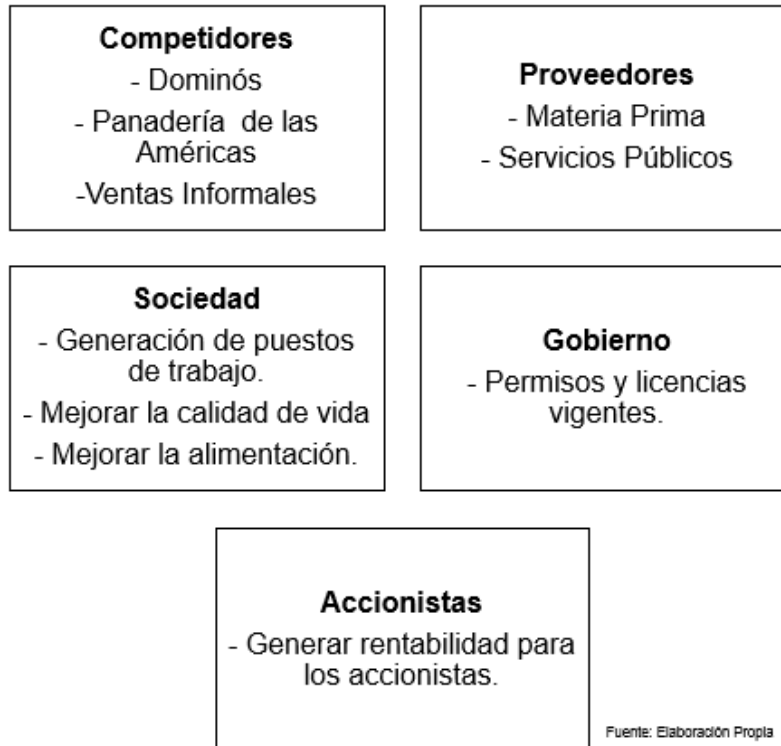 Competidores
- Dominós
- Panadería de las
Américas
-Ventas Informales
Proveedores
- Materia Prima
- Servicios Públicos
Sociedad
- Generación de puestos
de trabajo.
- Mejorar la calidad de vida
- Mejorar la alimentación.
Gobierno
- Permisos y licencias
vigentes.
Accionistas
- Generar rentabilidad para
los accionistas.
Fuente: Elaboración Propia